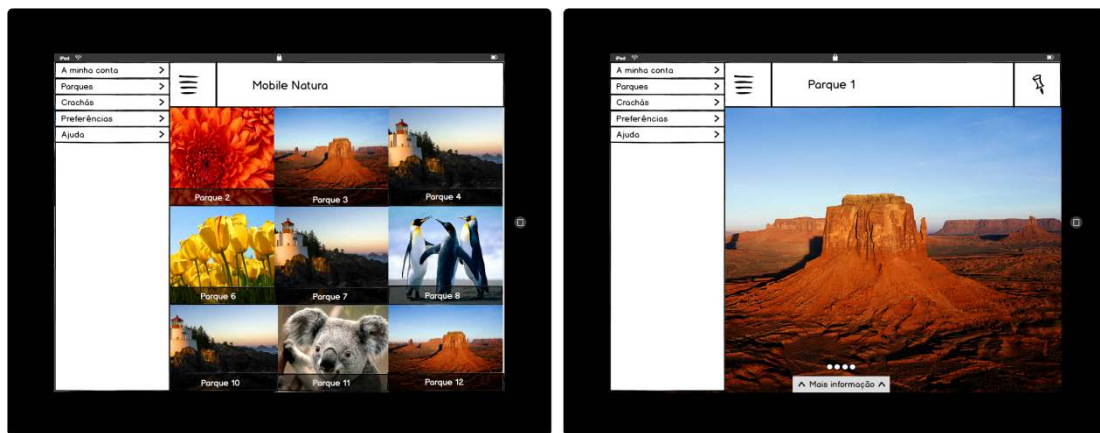 iPad
A minha conta
Parques
Crachás
Preferências
Ajuda
Mobile Natura
Parque 2
Parque 3
Parque 4
Parque 6
Parque 7
Parque 8
Parque 10
Parque 11
Parque 12
iPad
A minha conta
Parques
Crachás
Preferências
Ajuda
Parque 1
Mais informação